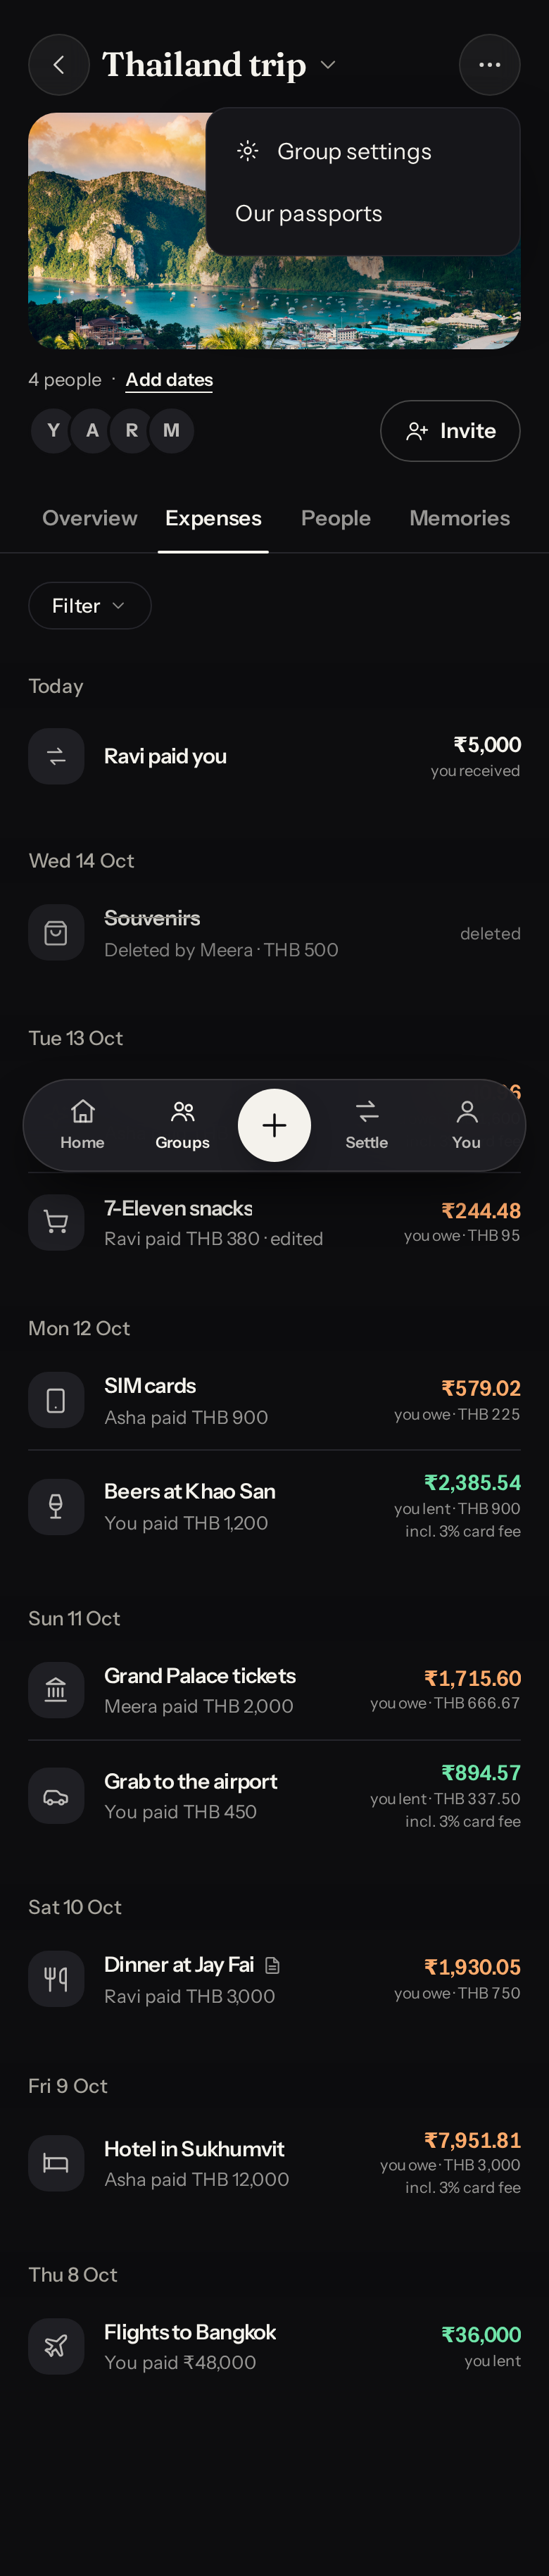 Thailand trip
Group settings
Our passports
4 people · Add dates
Y A R M
Invite
Overview Expenses People Memories
Filter
Today
Ravi paid you
₹5,000
you received
Wed 14 Oct
Souvenirs
Deleted by Meera · THB 500
deleted
Tue 13 Oct
Home Groups Settle You
7-Eleven snacks
Ravi paid THB 380 · edited
₹244.48
you owe · THB 95
Mon 12 Oct
SIM cards
Asha paid THB 900
₹579.02
you owe · THB 225
Beers at Khao San
You paid THB 1,200
₹2,385.54
you lent · THB 900
incl. 3% card fee
Sun 11 Oct
Grand Palace tickets
Meera paid THB 2,000
₹1,715.60
you owe · THB 666.67
Grab to the airport
You paid THB 450
₹894.57
you lent · THB 337.50
incl. 3% card fee
Sat 10 Oct
Dinner at Jay Fai
Ravi paid THB 3,000
₹1,930.05
you owe · THB 750
Fri 9 Oct
Hotel in Sukhumvit
Asha paid THB 12,000
₹7,951.81
you owe · THB 3,000
incl. 3% card fee
Thu 8 Oct
Flights to Bangkok
You paid ₹48,000
₹36,000
you lent